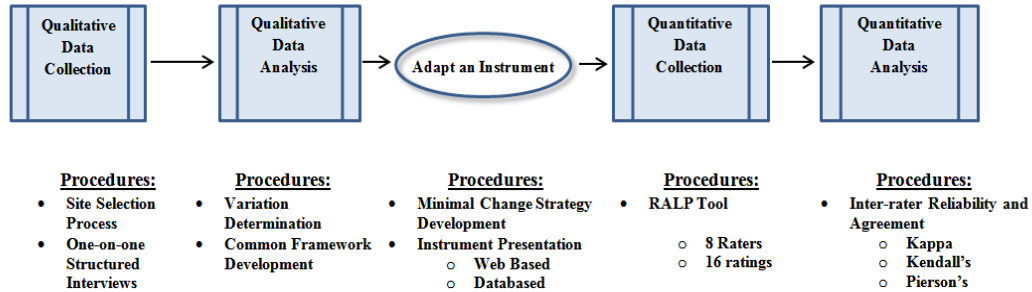 Qualitative
Data
Collection
Qualitative
Data
Analysis
Adapt an Instrument
Quantitative
Data
Collection
Quantitative
Data
Analysis
Procedures:
• Site Selection
Process
• One-on-one
Structured
Interviews
Procedures:
• Variation
Determination
• Common Framework
Development
Procedures:
• Minimal Change Strategy
Development
• Instrument Presentation
o Web Based
o Databased
Procedures:
• RALP Tool
o 8 Raters
o 16 ratings
Procedures:
• Inter-rater Reliability and
Agreement
o Kappa
o Kendall's
o Pierson's